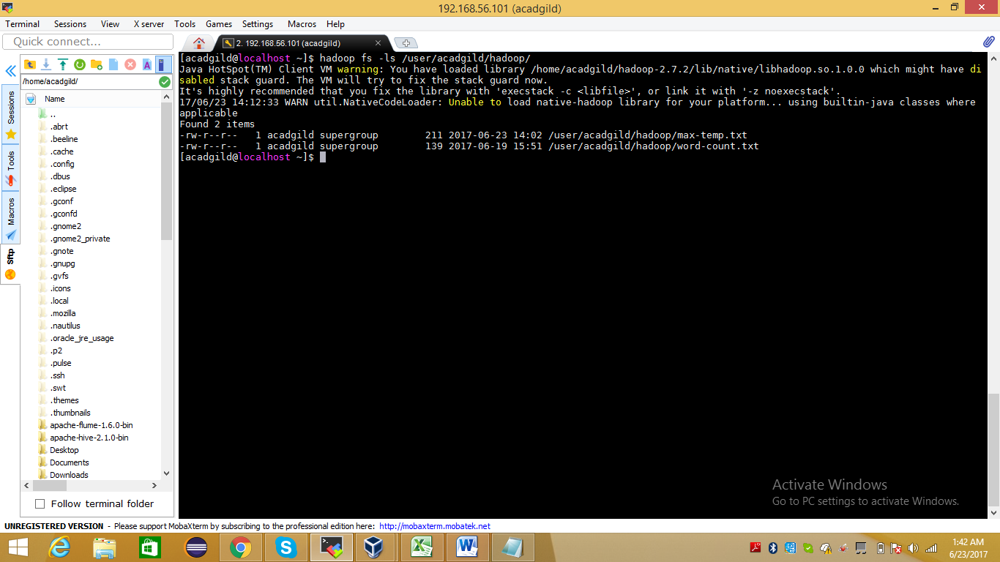 192.168.56.101 (acadgild)
Terminal Sessions View X server Tools Games Settings Macros Help
Quick connect...
2. 192.168.56.101 (acadgild)
/home/acadgild/
Name
..
.abrt
.beeline
.cache
.config
.dbus
.eclipse
.gconf
.gconfd
.gnome2
.gnome2_private
.gnote
.gnupg
.gvfs
.icons
.local
.mozilla
.nautilus
.oracle_jre_usage
.p2
.pulse
.ssh
.swt
.themes
.thumbnails
apache-flume-1.6.0-bin
apache-hive-2.1.0-bin
Desktop
Documents
Downloads
Follow terminal folder
Sessions
Tools
Macros
Sftp
[acadgild@localhost ~]$ hadoop fs -ls /user/acadgild/hadoop/
Java HotSpot(TM) Client VM warning: You have loaded library /home/acadgild/hadoop-2.7.2/lib/native/libhadoop.so.1.0.0 which might have di
sabled stack guard. The VM will try to fix the stack guard now.
It's highly recommended that you fix the library with 'execstack -c <libfile>', or link it with '-z noexecstack'.
17/06/23 14:12:33 WARN util.NativeCodeLoader: Unable to load native-hadoop library for your platform... using builtin-java classes where
applicable
Found 2 items
-rw-r--r-- 1 acadgild supergroup 211 2017-06-23 14:02 /user/acadgild/hadoop/max-temp.txt
-rw-r--r-- 1 acadgild supergroup 139 2017-06-19 15:51 /user/acadgild/hadoop/word-count.txt
[acadgild@localhost ~]$
Activate Windows
Go to PC settings to activate Windows.
UNREGISTERED VERSION - Please support MobaXterm by subscribing to the professional edition here: http://mobaxterm.mobatek.net
1:42 AM
6/23/2017